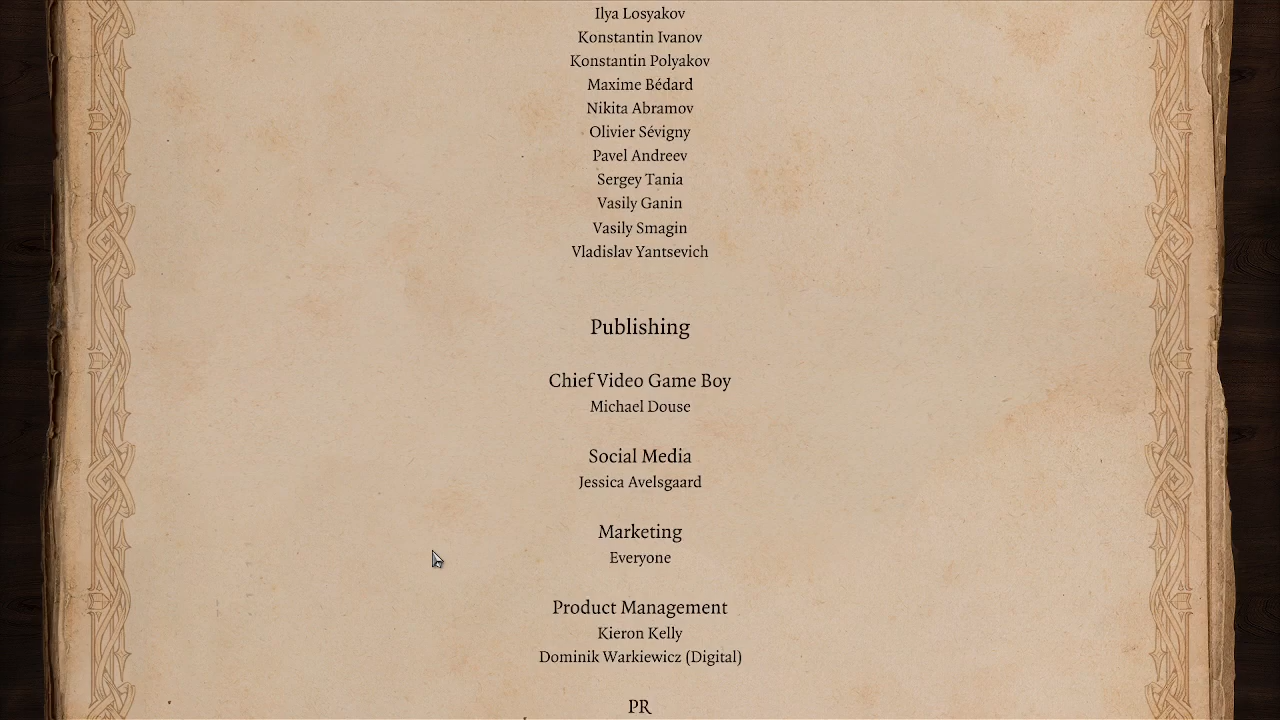 Ilya Losyakov
Konstantin Ivanov
Konstantin Polyakov
Maxime Bédard
Nikita Abramov
Olivier Sévigny
Pavel Andreev
Sergey Tania
Vasily Ganin
Vasily Smagin
Vladislav Yantsevich
Publishing
Chief Video Game Boy
Michael Douse
Social Media
Jessica Avelsgaard
Marketing
Everyone
Product Management
Kieron Kelly
Dominik Warkiewicz (Digital)
PR